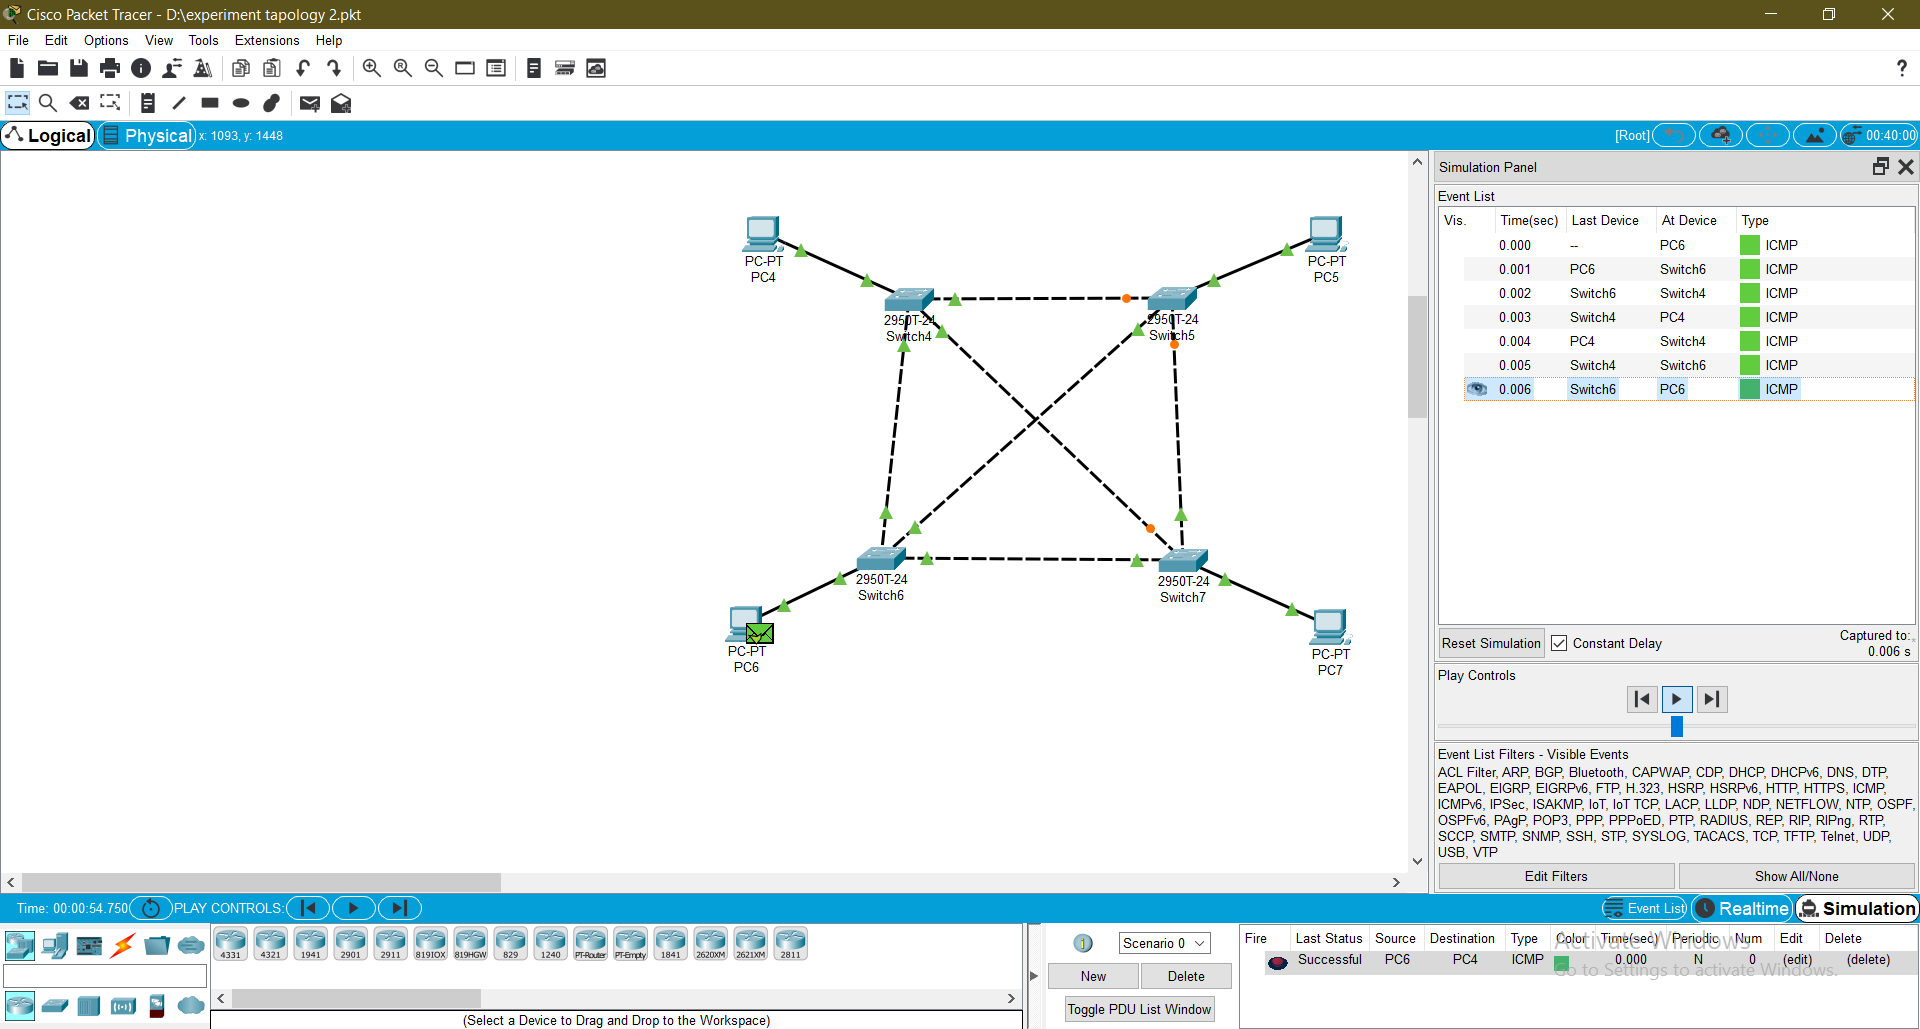 Cisco Packet Tracer - D:\experiment tapology 2.pkt
File Edit Options View Tools Extensions Help
?
Logical Physical x: 1093, y: 1448 [Root] 00:40:00
Simulation Panel
Event List
Vis. Time(sec) Last Device At Device Type
0.000 -- PC6 ICMP
0.001 PC6 Switch6 ICMP
0.002 Switch6 Switch4 ICMP
0.003 Switch4 PC4 ICMP
0.004 PC4 Switch4 ICMP
0.005 Switch4 Switch6 ICMP
0.006 Switch6 PC6 ICMP
PC-PT
PC4
PC-PT
PC5
2950T-24
Switch4
2950T-24
Switch5
2950T-24
Switch6
2950T-24
Switch7
PC-PT
PC6
PC-PT
PC7
Reset Simulation Constant Delay Captured to:
0.006 s
Play Controls
Event List Filters - Visible Events
ACL Filter, ARP, BGP, Bluetooth, CAPWAP, CDP, DHCP, DHCPv6, DNS, DTP,
EAPOL, EIGRP, EIGRPv6, FTP, H.323, HSRP, HSRPv6, HTTP, HTTPS, ICMP,
ICMPv6, IPSec, ISAKMP, IoT, IoT TCP, LACP, LLDP, NDP, NETFLOW, NTP, OSPF,
OSPFv6, PAgP, POP3, PPP, PPPoED, PTP, RADIUS, REP, RIP, RIPng, RTP,
SCCP, SMTP, SNMP, SSH, STP, SYSLOG, TACACS, TCP, TFTP, Telnet, UDP,
USB, VTP
Edit Filters Show All/None
Time: 00:00:54.750 PLAY CONTROLS: Event List Realtime Simulation
4331 4321 1941 2901 2911 819IOX 819HGW 829 1240 PT-Router PT-Empty 1841 2620XM 2621XM 2811
(Select a Device to Drag and Drop to the Workspace)
1 Scenario 0
New Delete
Toggle PDU List Window
Fire Last Status Source Destination Type Color Time(sec) Periodic Num Edit Delete
Successful PC6 PC4 ICMP 0.000 N 0 (edit) (delete)
Activate Windows
Go to Settings to activate Windows.